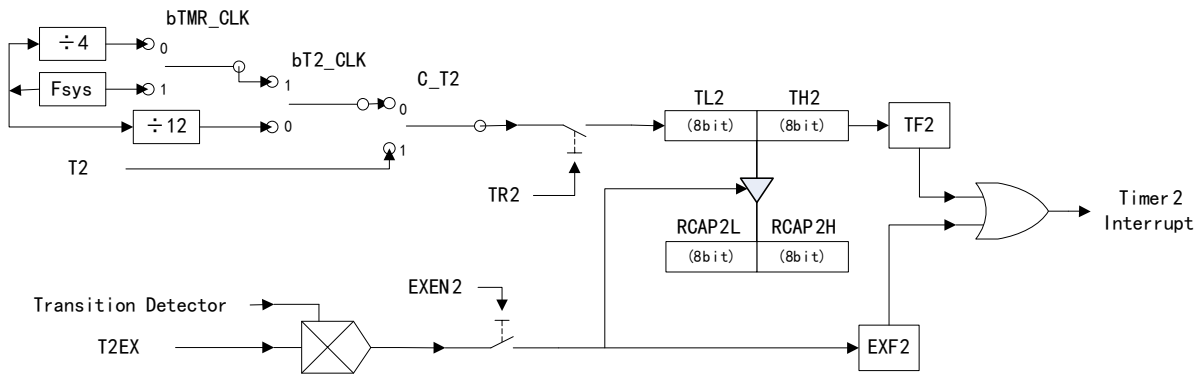 bTMR_CLK
÷4
0
bT2_CLK
Fsys
1
1
C_T2
0
÷12
0
TL2
TH2
(8bit)
(8bit)
TF2
1
T2
TR2
Timer2
Interrupt
RCAP2L
RCAP2H
(8bit)
(8bit)
EXEN2
Transition Detector
T2EX
EXF2